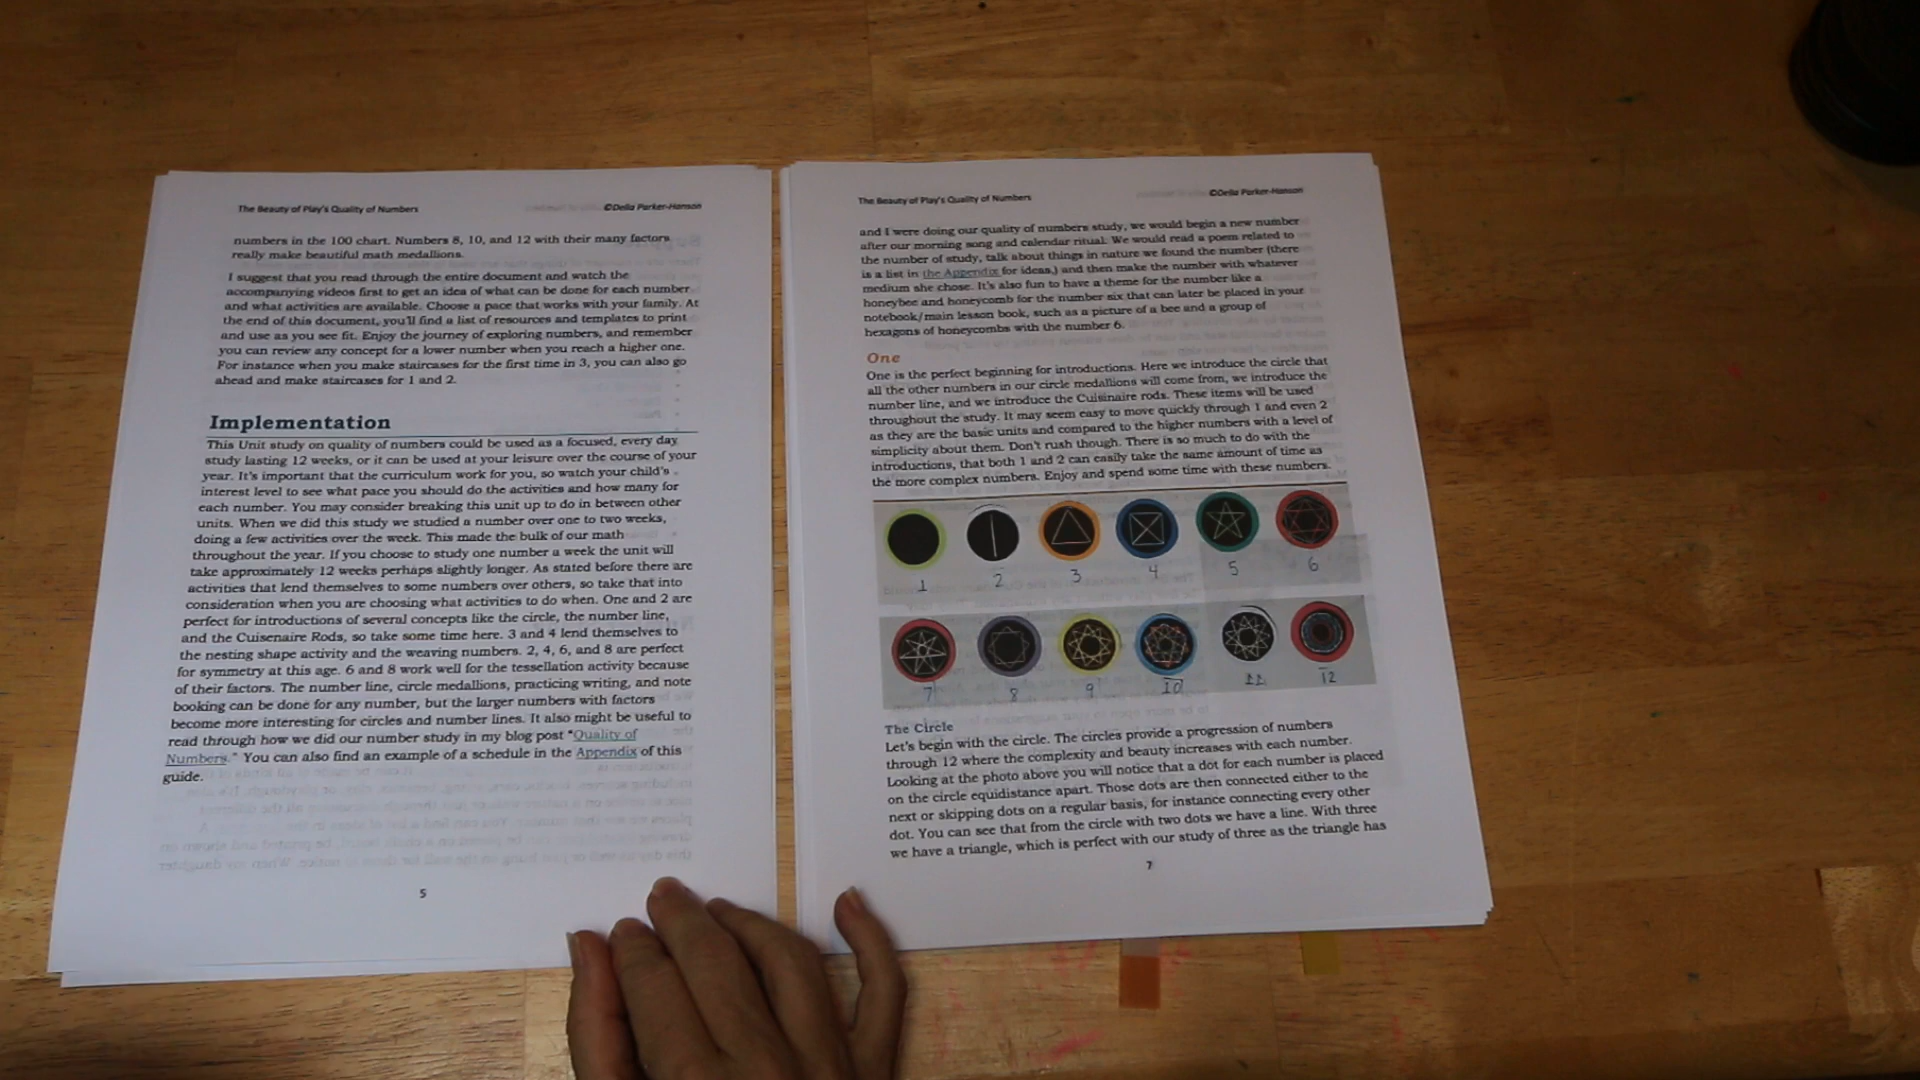 The Beauty of Play's Quality of Numbers ©Della Parker-Hanson
numbers in the 100 chart. Numbers 8, 10, and 12 with their many factors
really make beautiful math medallions.
I suggest that you read through the entire document and watch the
accompanying videos first to get an idea of what can be done for each number
and what activities are available. Choose a pace that works with your family. At
the end of this document, you'll find a list of resources and templates to print
and use as you see fit. Enjoy the journey of exploring numbers, and remember
you can review any concept for a lower number when you reach a higher one.
For instance when you make staircases for the first time in 3, you can also go
ahead and make staircases for 1 and 2.
Implementation
This Unit study on quality of numbers could be used as a focused, every day
study lasting 12 weeks, or it can be used at your leisure over the course of your
year. It's important that the curriculum work for you, so watch your child's
interest level to see what pace you should do the activities and how many for
each number. You may consider breaking this unit up to do in between other
units. When we did this study we studied a number over one to two weeks,
doing a few activities over the week. This made the bulk of our math
throughout the year. If you choose to study one number a week the unit will
take approximately 12 weeks perhaps slightly longer. As stated before there are
activities that lend themselves to some numbers over others, so take that into
consideration when you are choosing what activities to do when. One and 2 are
perfect for introductions of several concepts like the circle, the number line,
and the Cuisenaire Rods, so take some time here. 3 and 4 lend themselves to
the nesting shape activity and the weaving numbers. 2, 4, 6, and 8 are perfect
for symmetry at this age. 6 and 8 work well for the tessellation activity because
of their factors. The number line, circle medallions, practicing writing, and note
booking can be done for any number, but the larger numbers with factors
become more interesting for circles and number lines. It also might be useful to
read through how we did our number study in my blog post "Quality of
Numbers." You can also find an example of a schedule in the Appendix of this
guide.
5
The Beauty of Play's Quality of Numbers ©Della Parker-Hanson
and I were doing our quality of numbers study, we would begin a new number
after our morning song and calendar ritual. We would read a poem related to
the number of study, talk about things in nature we found the number (there
is a list in the Appendix for ideas,) and then make the number with whatever
medium she chose. It's also fun to have a theme for the number like a
honeybee and honeycomb for the number six that can later be placed in your
notebook/main lesson book, such as a picture of a bee and a group of
hexagons of honeycombs with the number 6.
One
One is the perfect beginning for introductions. Here we introduce the circle that
all the other numbers in our circle medallions will come from, we introduce the
number line, and we introduce the Cuisinaire rods. These items will be used
throughout the study. It may seem easy to move quickly through 1 and even 2
as they are the basic units and compared to the higher numbers with a level of
simplicity about them. Don't rush though. There is so much to do with the
introductions, that both 1 and 2 can easily take the same amount of time as
the more complex numbers. Enjoy and spend some time with these numbers.
1 2 3 4 5 6
7 8 9 10 11 12
The Circle
Let's begin with the circle. The circles provide a progression of numbers
through 12 where the complexity and beauty increases with each number.
Looking at the photo above you will notice that a dot for each number is placed
on the circle equidistance apart. Those dots are then connected either to the
next or skipping dots on a regular basis, for instance connecting every other
dot. You can see that from the circle with two dots we have a line. With three
we have a triangle, which is perfect with our study of three as the triangle has
7